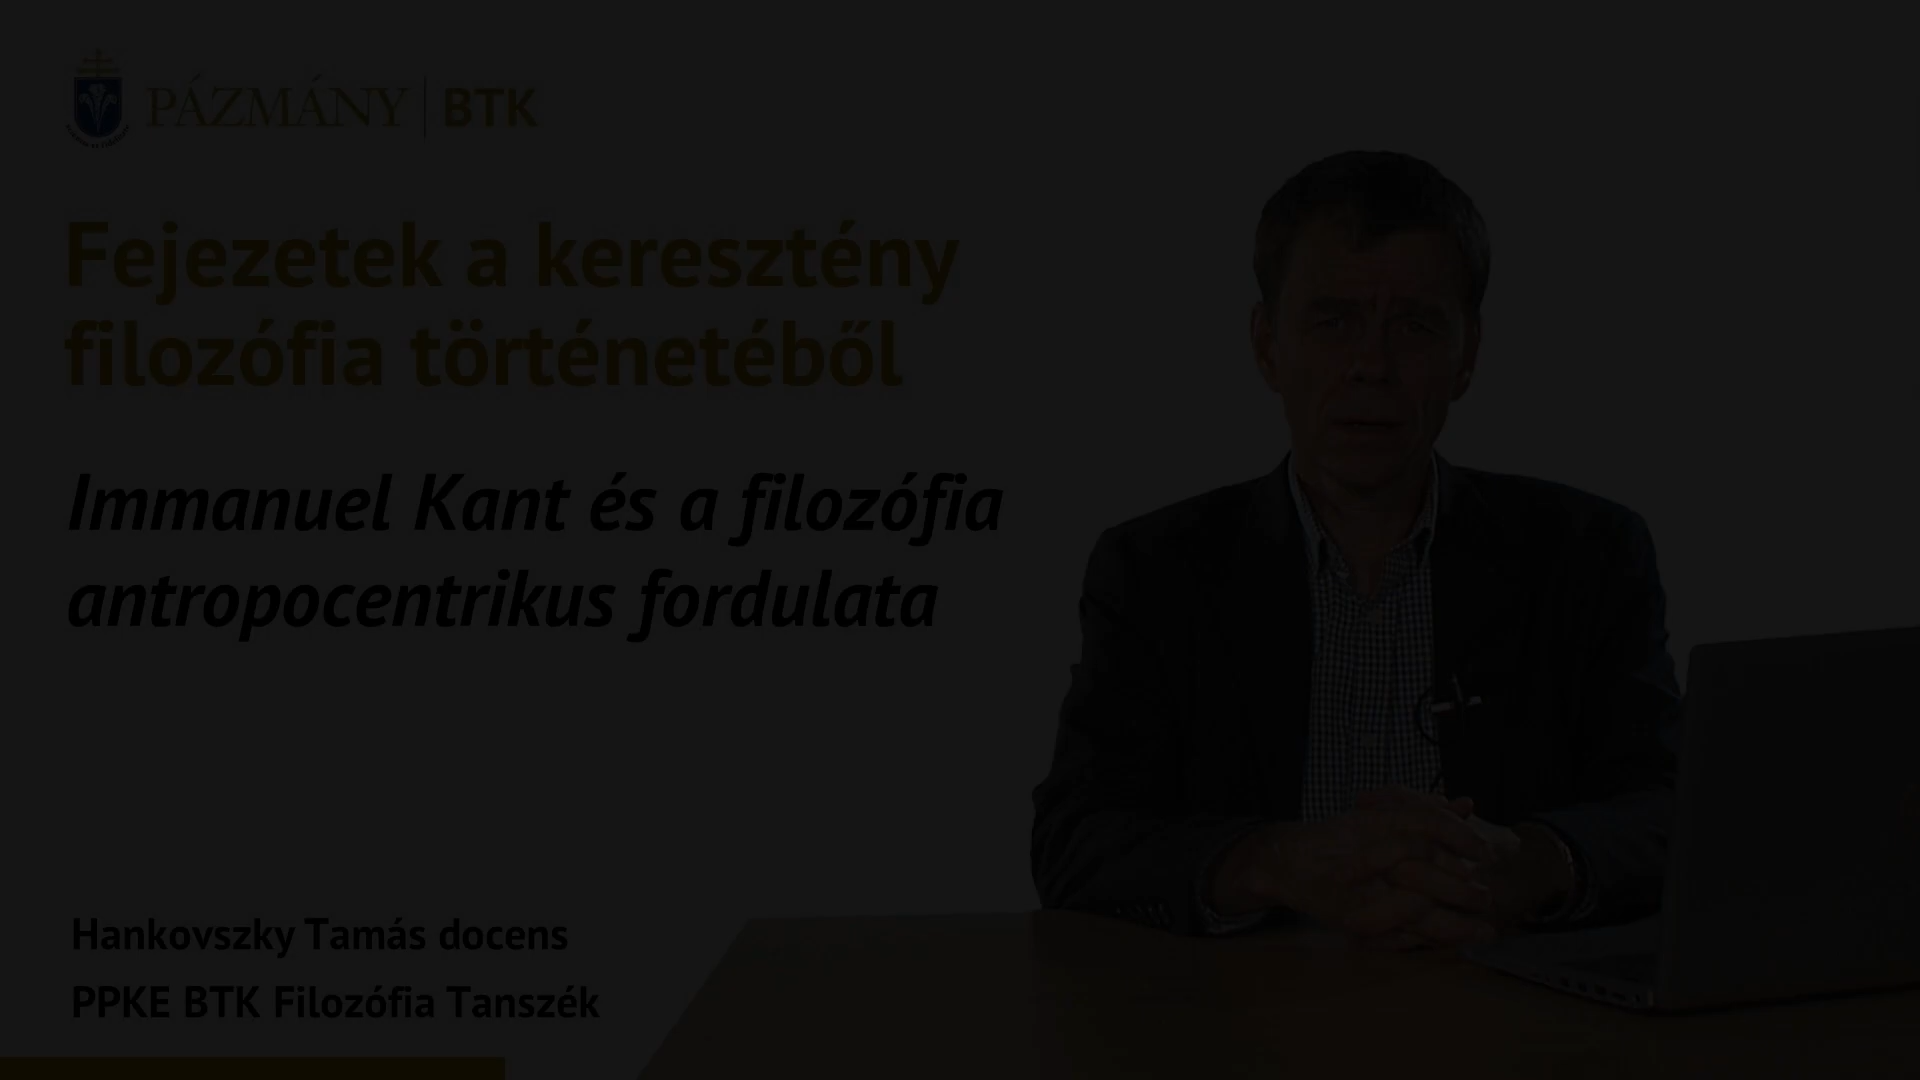 PÁZMÁNY | BTK
Fejezetek a keresztény
filozófia történetéből
Immanuel Kant és a filozófia
antropocentrikus fordulata
Hankovszky Tamás docens
PPKE BTK Filozófia Tanszék